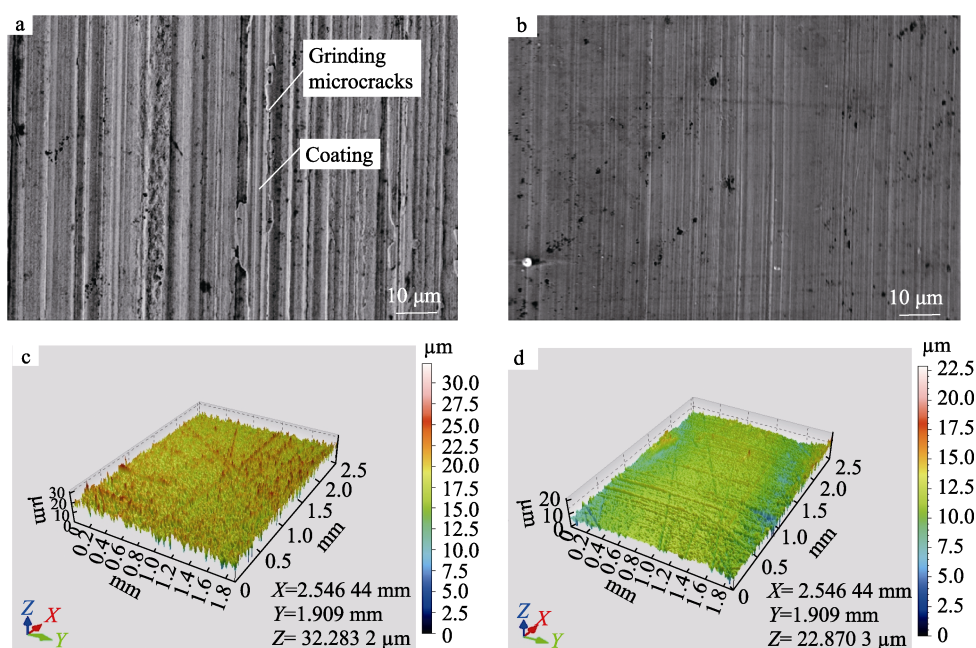 a
Grinding
microcracks
Coating
10 μm
b
10 μm
c
μm
30.0
27.5
25.0
22.5
20.0
17.5
15.0
12.5
10.0
7.5
5.0
2.5
0
μm
30
20
10
0
0 0.2 0.4 0.6 0.8 1.0 1.2 1.4 1.6 1.8
mm
0 0.5 1.0 1.5 2.0 2.5
mm
X=2.546 44 mm
Y=1.909 mm
Z= 32.283 2 μm
Z X Y
d
μm
22.5
20.0
17.5
15.0
12.5
10.0
7.5
5.0
2.5
0
μm
20
10
0
0 0.2 0.4 0.6 0.8 1.0 1.2 1.4 1.6 1.8
mm
0 0.5 1.0 1.5 2.0 2.5
mm
X=2.546 44 mm
Y=1.909 mm
Z= 22.870 3 μm
Z X Y